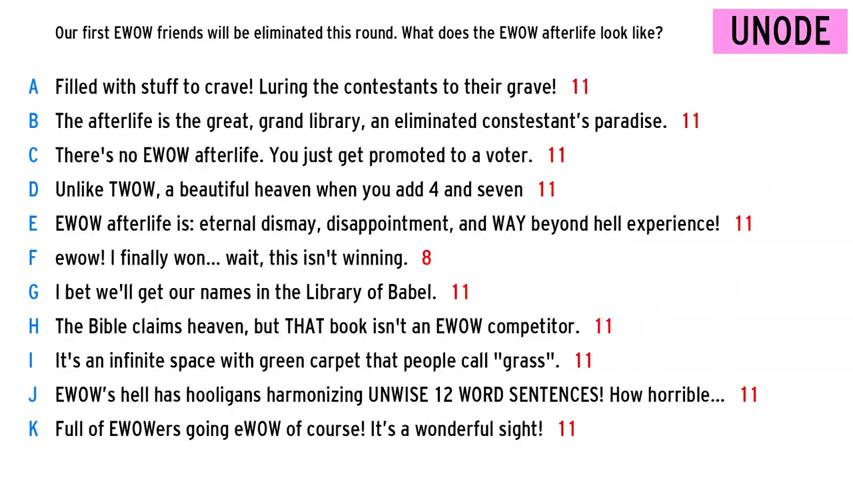 Our first EWOW friends will be eliminated this round. What does the EWOW afterlife look like?
UNODE
A Filled with stuff to crave! Luring the contestants to their grave! 11
B The afterlife is the great, grand library, an eliminated constestant's paradise. 11
C There's no EWOW afterlife. You just get promoted to a voter. 11
D Unlike TWOW, a beautiful heaven when you add 4 and seven 11
E EWOW afterlife is: eternal dismay, disappointment, and WAY beyond hell experience! 11
F ewow! I finally won... wait, this isn't winning. 8
G I bet we'll get our names in the Library of Babel. 11
H The Bible claims heaven, but THAT book isn't an EWOW competitor. 11
I It's an infinite space with green carpet that people call "grass". 11
J EWOW's hell has hooligans harmonizing UNWISE 12 WORD SENTENCES! How horrible... 11
K Full of EWOWers going eWOW of course! It's a wonderful sight! 11